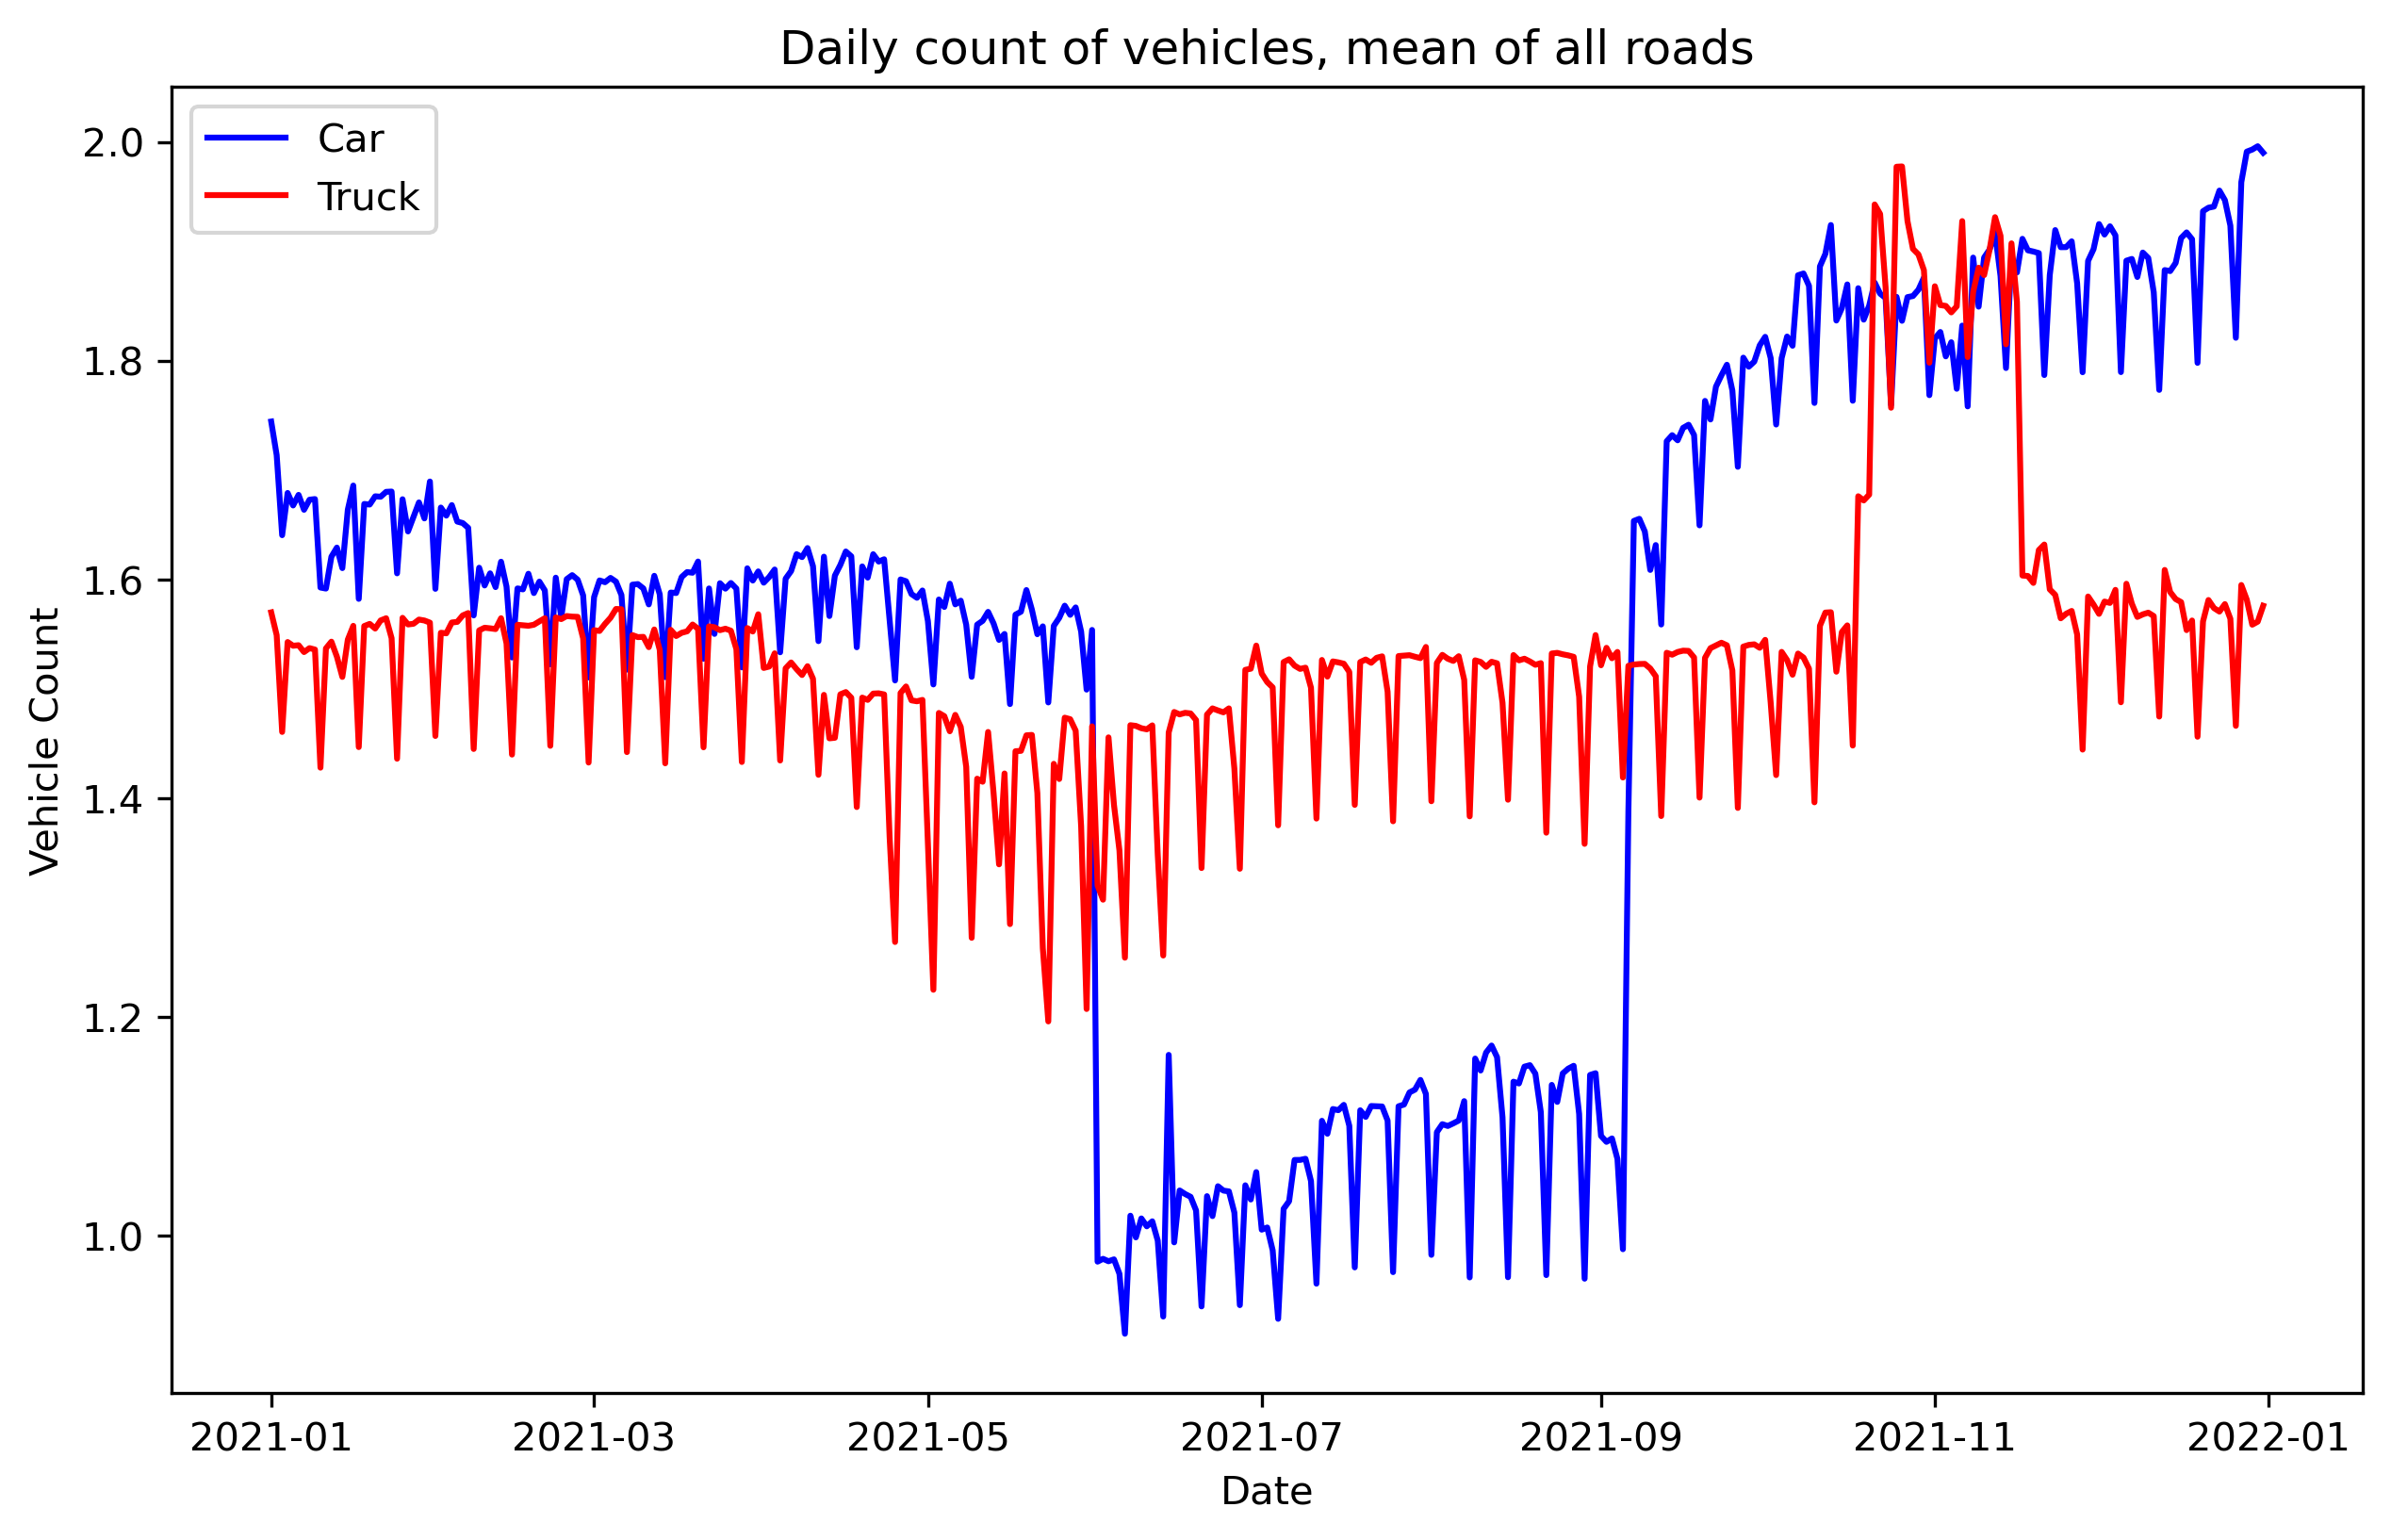 Daily count of vehicles, mean of all roads
Car
Truck
Vehicle Count
2.0
1.8
1.6
1.4
1.2
1.0
2021-01 2021-03 2021-05 2021-07 2021-09 2021-11 2022-01
Date